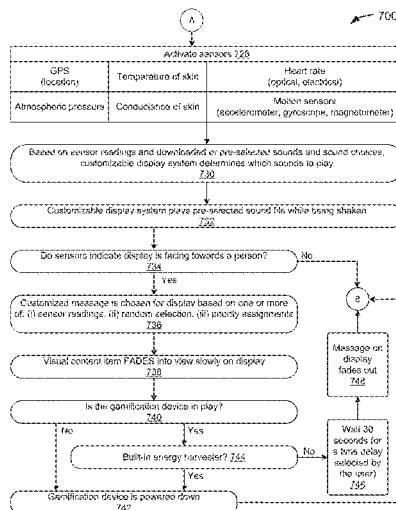 A
700
Activate sensors 728
GPS
(location)
Temperature of skin
Heart rate
(optical, electrical)
Atmospheric pressure
Conductance of skin
Motion sensors
(accelerometer, gyroscope, magnetometer)
Based on sensor readings and downloaded or pre-selected sounds and sound choices,
customizable display system determines which sounds to play
730
Customizable display system plays pre-selected sound file while being shaken
732
Do sensors indicate display is facing towards a person?
734
No
Yes
B
Customized message is chosen for display based on one or more
of: (i) sensor readings, (ii) random selection, (iii) priority assignments
736
Message on
display
fades out
748
Visual content item FADES into view slowly on display
738
Is the gamification device in play?
740
No
Yes
Built-in energy harvester? 744
No
Wait 30
seconds (or
a time delay
selected by
the user)
746
Yes
Gamification device is powered down
742